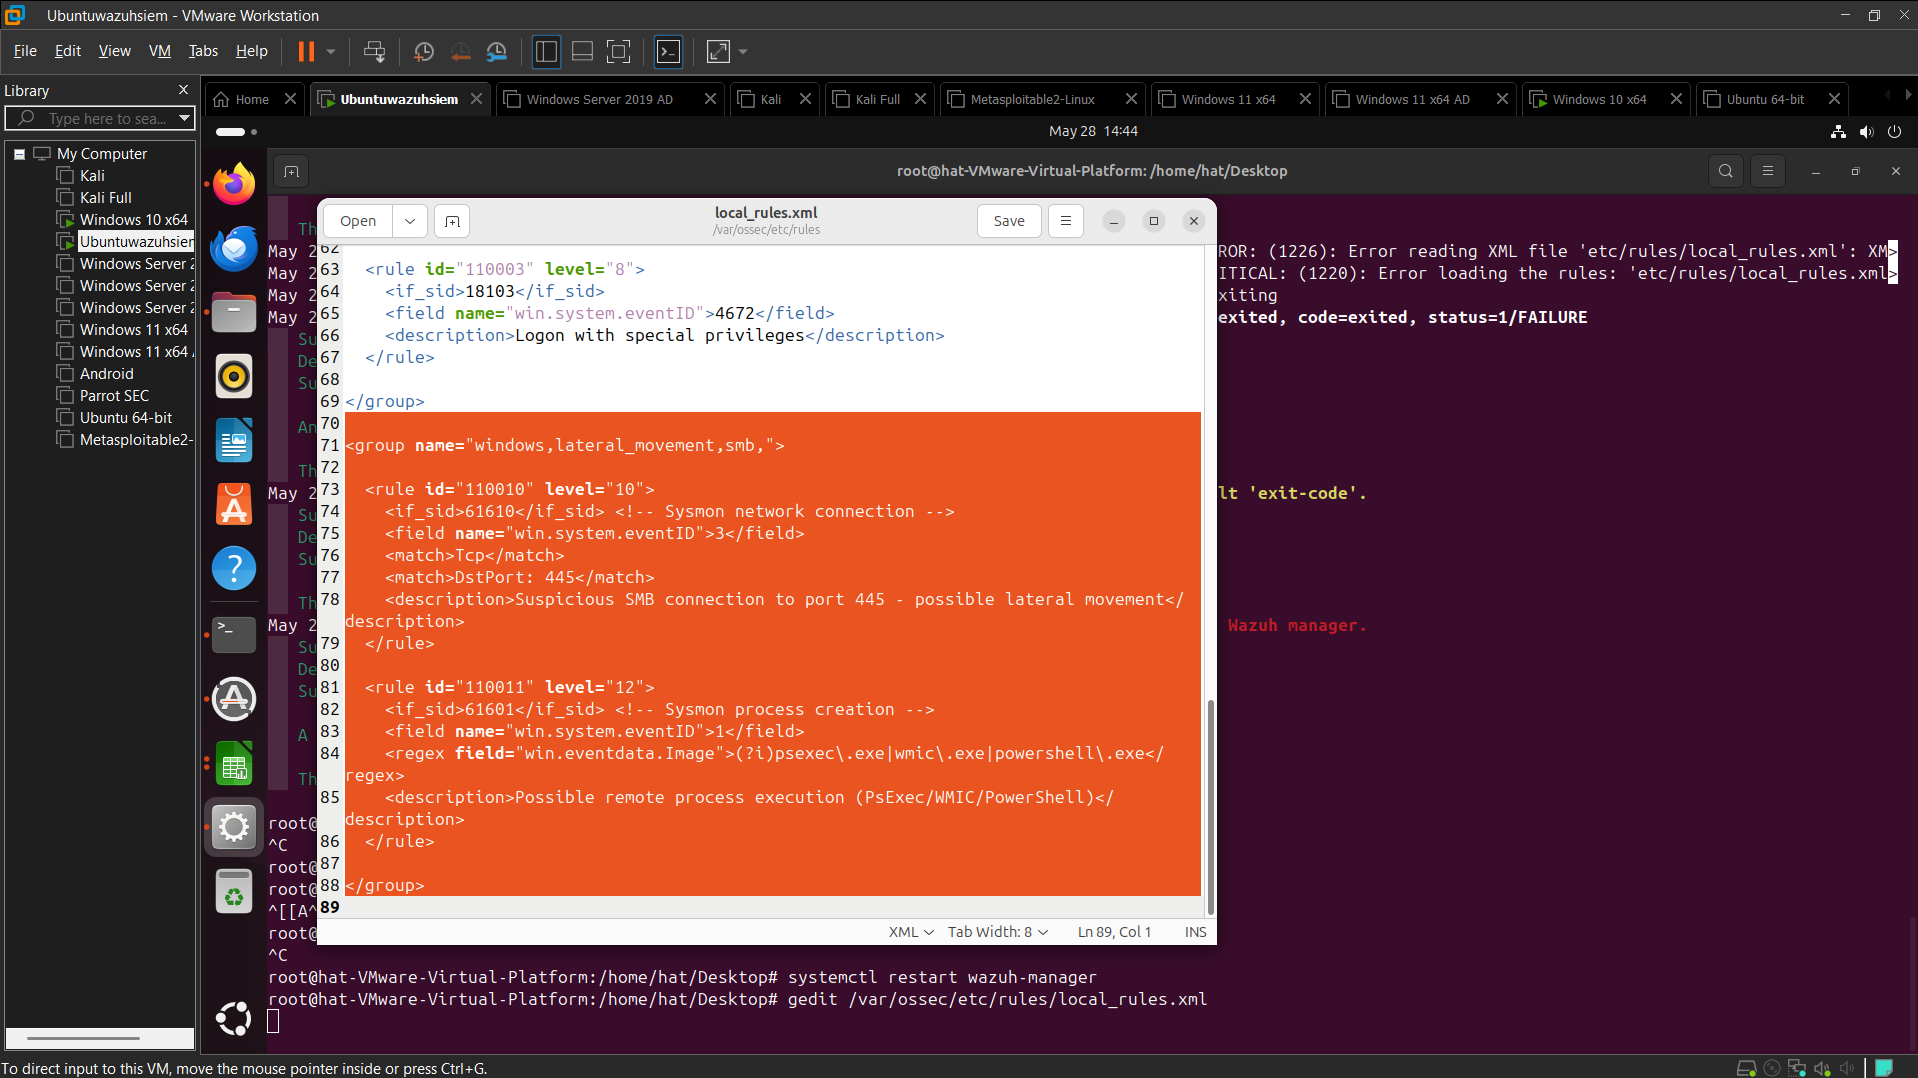 Ubuntuwazuhsiem - VMware Workstation
File Edit View VM Tabs Help
Library
Type here to sea...
My Computer
Kali
Kali Full
Windows 10 x64
Ubuntuwazuhsien
Windows Server 2
Windows Server 2
Windows Server 2
Windows 11 x64
Windows 11 x64
Android
Parrot SEC
Ubuntu 64-bit
Metasploitable2-
Home
Ubuntuwazuhsiem
Windows Server 2019 AD
Kali
Kali Full
Metasploitable2-Linux
Windows 11 x64
Windows 11 x64 AD
Windows 10 x64
Ubuntu 64-bit
May 28 14:44
root@hat-VMware-Virtual-Platform: /home/hat/Desktop
Open
local_rules.xml
/var/ossec/etc/rules
Save
62
63 <rule id="110003" level="8">
64 <if_sid>18103</if_sid>
65 <field name="win.system.eventID">4672</field>
66 <description>Logon with special privileges</description>
67 </rule>
68
69 </group>
70
71 <group name="windows,lateral_movement,smb,">
72
73 <rule id="110010" level="10">
74 <if_sid>61610</if_sid> <!-- Sysmon network connection -->
75 <field name="win.system.eventID">3</field>
76 <match>Tcp</match>
77 <match>DstPort: 445</match>
78 <description>Suspicious SMB connection to port 445 - possible lateral movement</
description>
79 </rule>
80
81 <rule id="110011" level="12">
82 <if_sid>61601</if_sid> <!-- Sysmon process creation -->
83 <field name="win.system.eventID">1</field>
84 <regex field="win.eventdata.Image">(?i)psexec\.exe|wmic\.exe|powershell\.exe</
regex>
85 <description>Possible remote process execution (PsExec/WMIC/PowerShell)</
description>
86 </rule>
87
88 </group>
89
XML Tab Width: 8 Ln 89, Col 1 INS
Th
May 2 ROR: (1226): Error reading XML file 'etc/rules/local_rules.xml': XM>
May 2 ITICAL: (1220): Error loading the rules: 'etc/rules/local_rules.xml>
May 2 xiting
May 2 exited, code=exited, status=1/FAILURE
Su
De
Su
An
Th
May 2 lt 'exit-code'.
Su
De
Su
Th
May 2 Wazuh manager.
Su
De
Su
A
Th
root@
^C
root@
root@
^[[A^
root@
^C
root@hat-VMware-Virtual-Platform:/home/hat/Desktop# systemctl restart wazuh-manager
root@hat-VMware-Virtual-Platform:/home/hat/Desktop# gedit /var/ossec/etc/rules/local_rules.xml
To direct input to this VM, move the mouse pointer inside or press Ctrl+G.